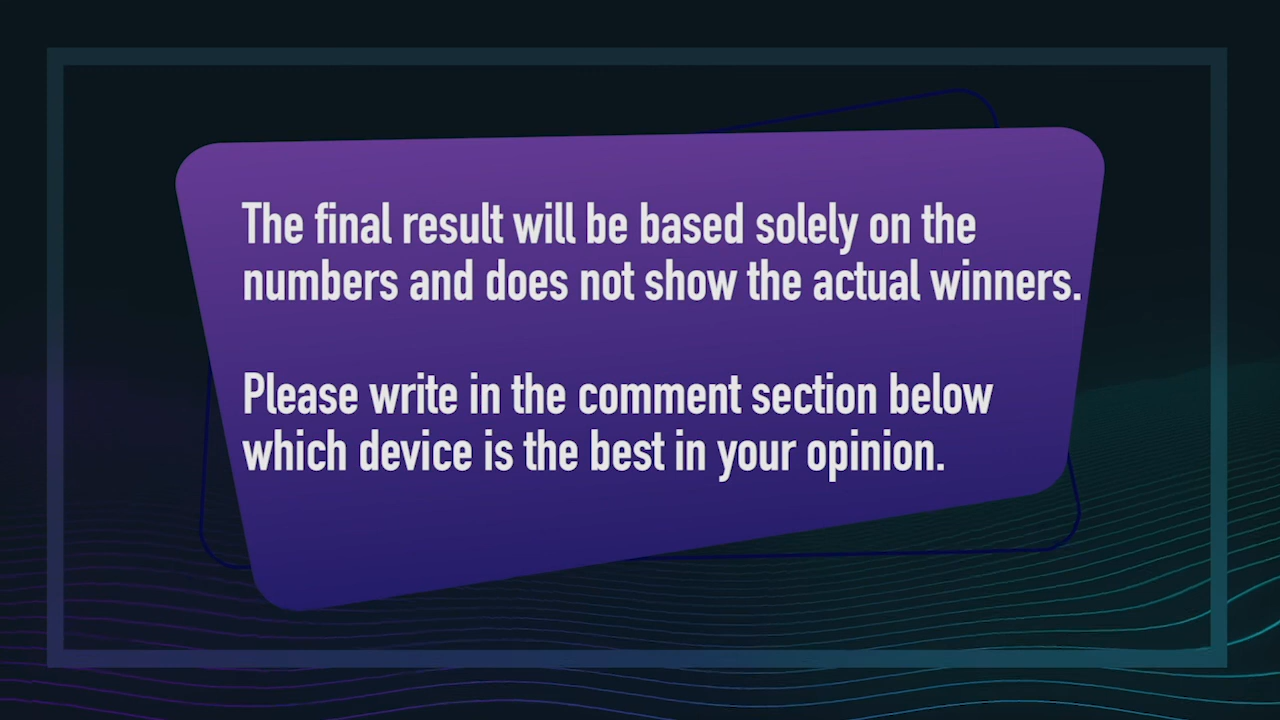 The final result will be based solely on the
numbers and does not show the actual winners.
Please write in the comment section below
which device is the best in your opinion.